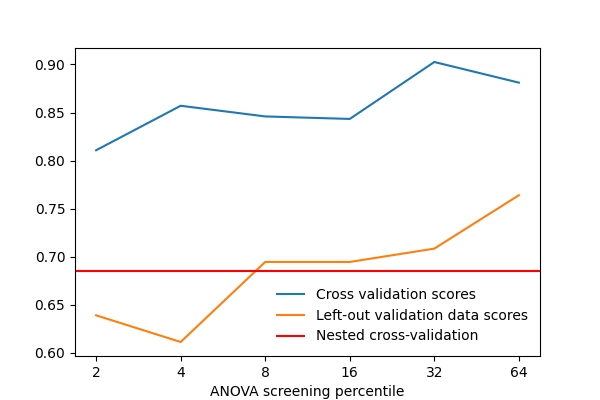 0.90
0.85
0.80
0.75
0.70
0.65
0.60
Cross validation scores
Left-out validation data scores
Nested cross-validation
2 4 8 16 32 64
ANOVA screening percentile